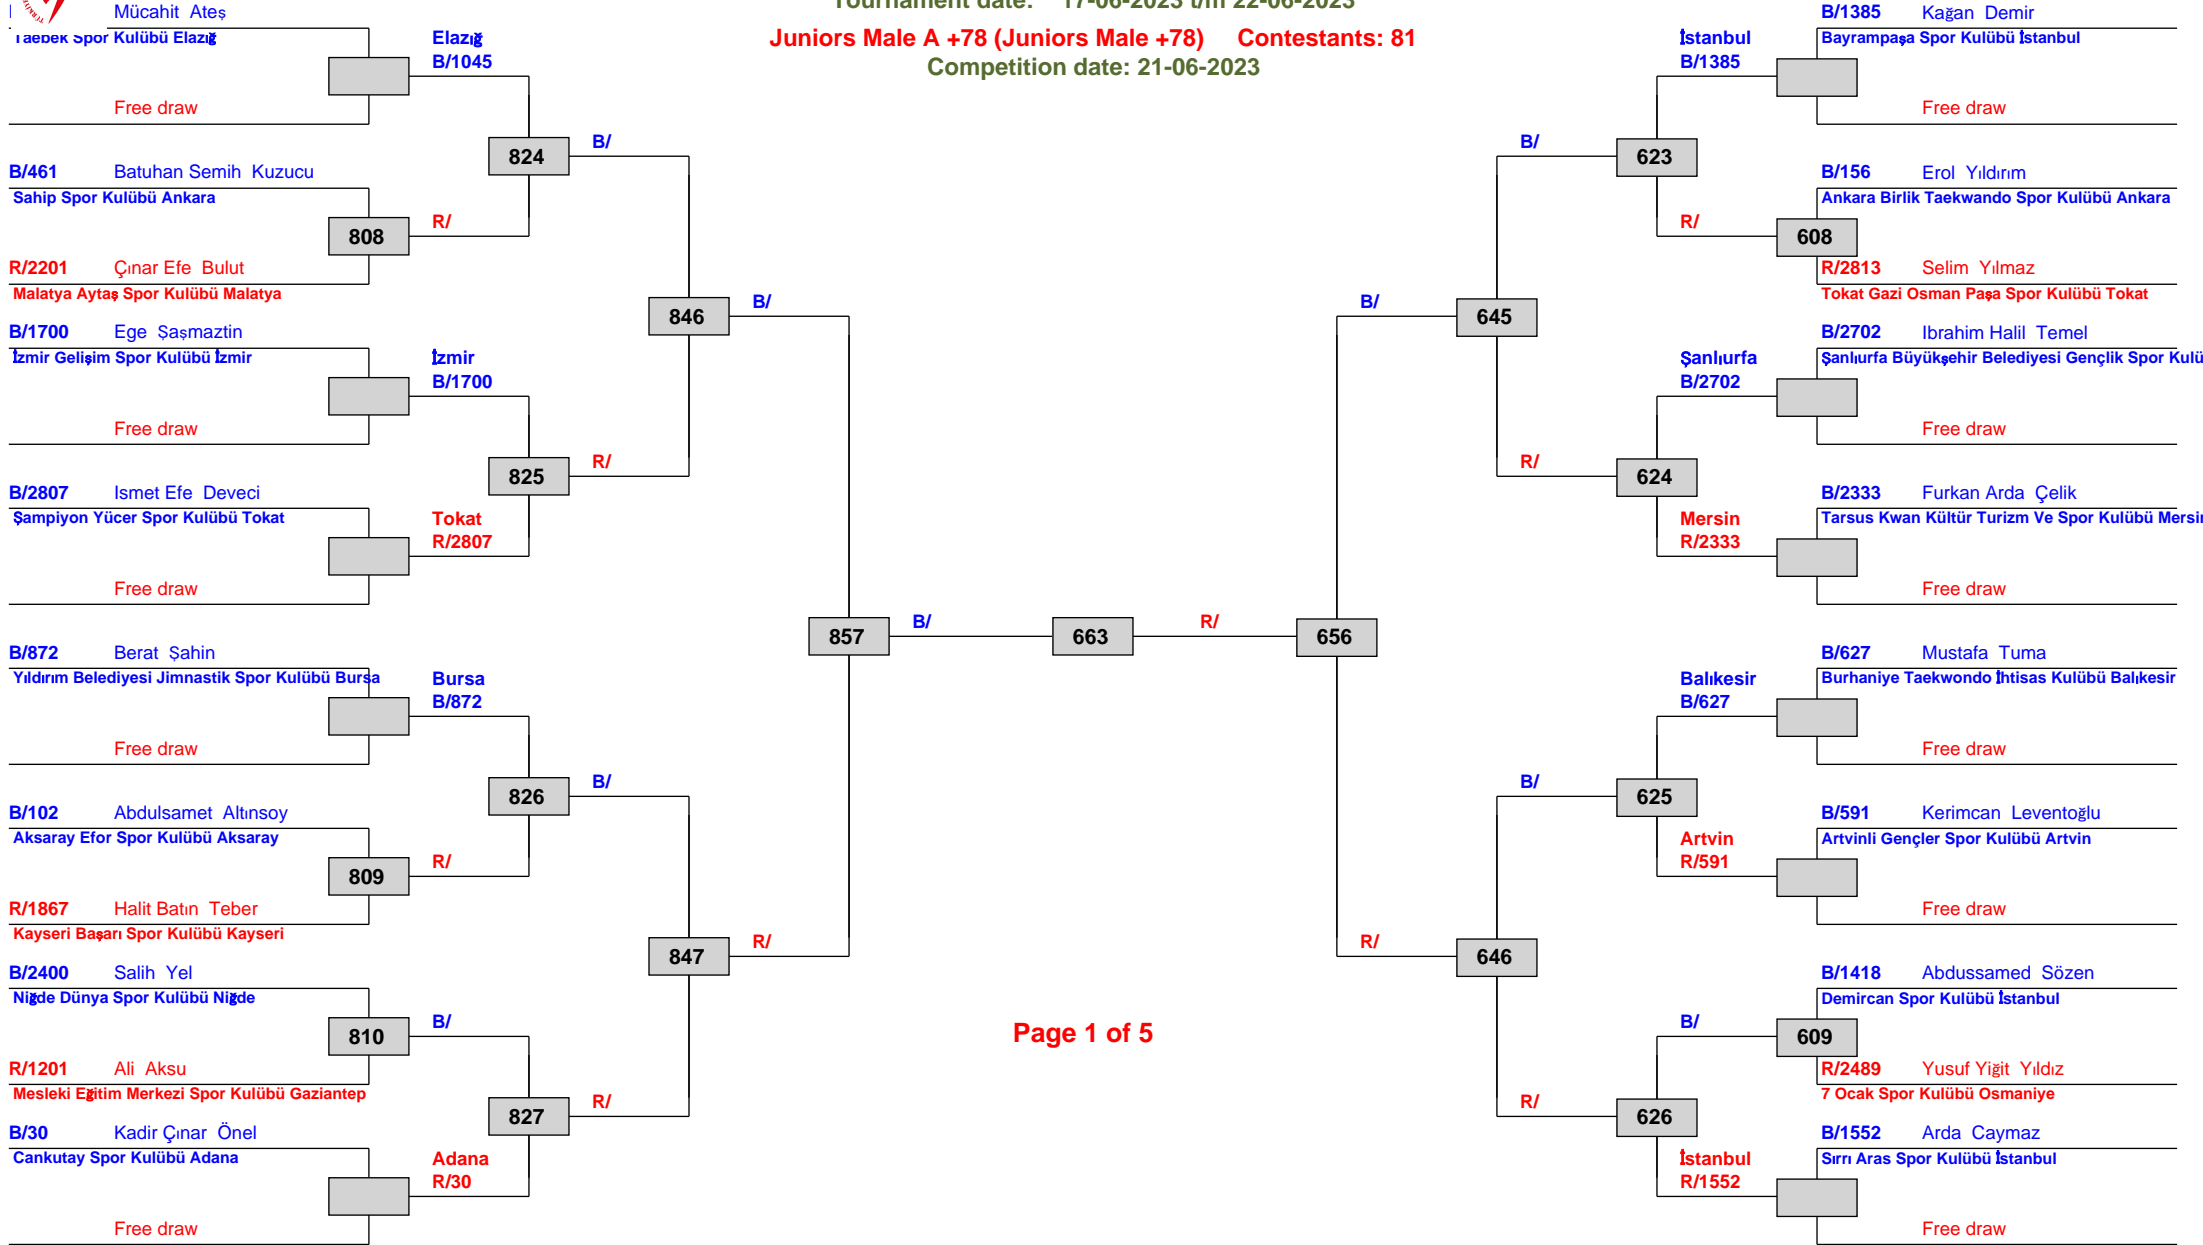 Tournament date: 17-06-2023 t/m 22-06-2023
Juniors Male A +78 (Juniors Male +78) Contestants: 81
Competition date: 21-06-2023
Mücahit Ateş
Taebek Spor Kulübü Elazığ
Free draw
Elazığ
B/1045
824
B/
B/461 Batuhan Semih Kuzucu
Sahip Spor Kulübü Ankara
808
R/
R/2201 Çınar Efe Bulut
Malatya Aytaş Spor Kulübü Malatya
846
B/
B/1700 Ege Şaşmaztin
İzmir Gelişim Spor Kulübü İzmir
İzmir
B/1700
Free draw
825
R/
B/2807 Ismet Efe Deveci
Şampiyon Yücer Spor Kulübü Tokat
Tokat
R/2807
Free draw
857
B/
663
R/
656
B/872 Berat Şahin
Yıldırım Belediyesi Jimnastik Spor Kulübü Bursa
Bursa
B/872
Free draw
826
B/
B/102 Abdulsamet Altınsoy
Aksaray Efor Spor Kulübü Aksaray
809
R/
R/1867 Halit Batın Teber
Kayseri Başarı Spor Kulübü Kayseri
847
R/
B/2400 Salih Yel
Niğde Dünya Spor Kulübü Niğde
810
B/
R/1201 Ali Aksu
Mesleki Eğitim Merkezi Spor Kulübü Gaziantep
827
R/
B/30 Kadir Çınar Önel
Cankutay Spor Kulübü Adana
Adana
R/30
Free draw
Page 1 of 5
B/1385 Kağan Demir
Bayrampaşa Spor Kulübü İstanbul
İstanbul
B/1385
Free draw
B/
623
B/156 Erol Yıldırım
Ankara Birlik Taekwando Spor Kulübü Ankara
R/
608
R/2813 Selim Yılmaz
Tokat Gazi Osman Paşa Spor Kulübü Tokat
B/
645
B/2702 Ibrahim Halil Temel
Şanlıurfa Büyükşehir Belediyesi Gençlik Spor Kulü
Şanlıurfa
B/2702
Free draw
R/
624
B/2333 Furkan Arda Çelik
Tarsus Kwan Kültür Turizm Ve Spor Kulübü Mersin
Mersin
R/2333
Free draw
B/627 Mustafa Tuma
Burhaniye Taekwondo İhtisas Kulübü Balıkesir
Balıkesir
B/627
Free draw
B/
625
B/591 Kerimcan Leventoğlu
Artvinli Gençler Spor Kulübü Artvin
Artvin
R/591
Free draw
R/
646
B/1418 Abdussamed Sözen
Demircan Spor Kulübü İstanbul
B/
609
R/2489 Yusuf Yiğit Yıldız
7 Ocak Spor Kulübü Osmaniye
R/
626
B/1552 Arda Caymaz
Sırrı Aras Spor Kulübü İstanbul
İstanbul
R/1552
Free draw